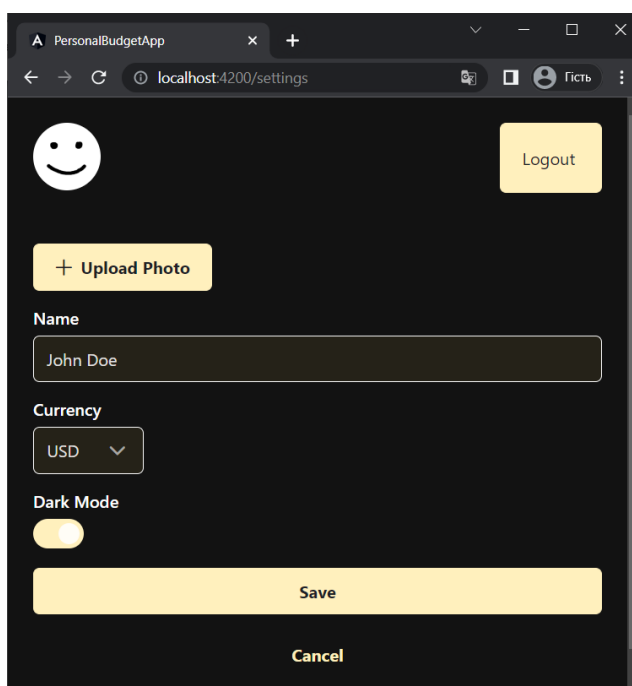 PersonalBudgetApp
localhost:4200/settings
Гість
Logout
Upload Photo
Name
John Doe
Currency
USD
Dark Mode
Save
Cancel